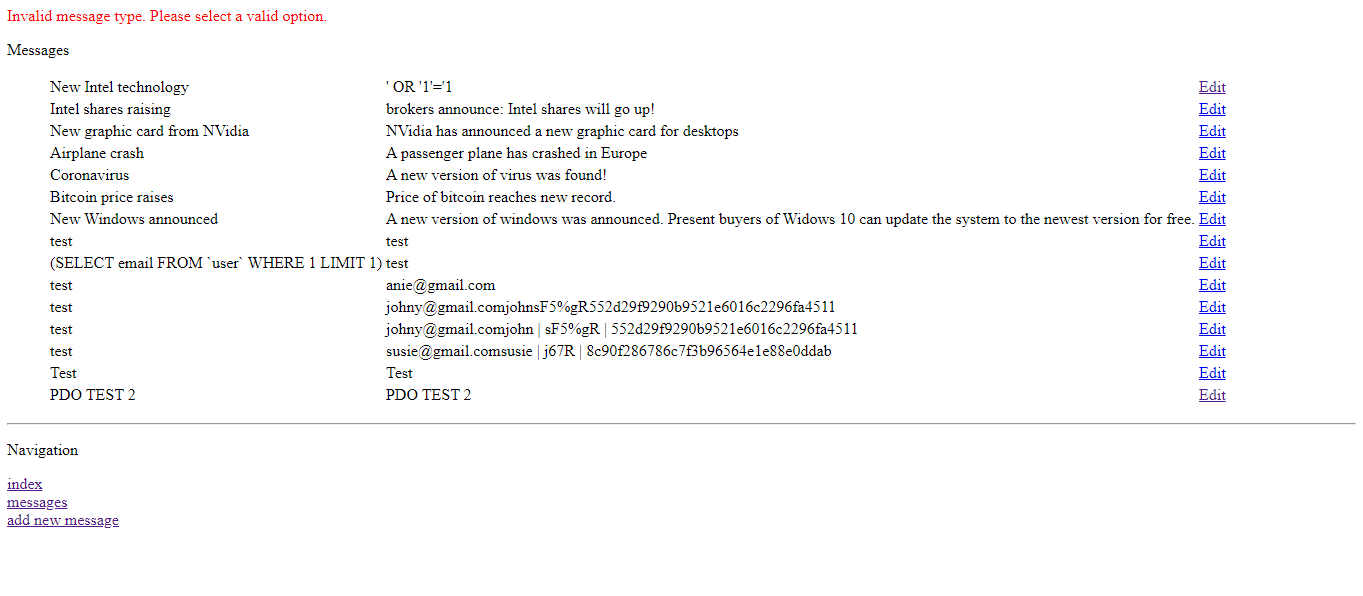 Invalid message type. Please select a valid option.
Messages
New Intel technology ' OR '1'='1 Edit
Intel shares raising brokers announce: Intel shares will go up! Edit
New graphic card from NVidia NVidia has announced a new graphic card for desktops Edit
Airplane crash A passenger plane has crashed in Europe Edit
Coronavirus A new version of virus was found! Edit
Bitcoin price raises Price of bitcoin reaches new record. Edit
New Windows announced A new version of windows was announced. Present buyers of Widows 10 can update the system to the newest version for free. Edit
test test Edit
(SELECT email FROM `user` WHERE 1 LIMIT 1) test Edit
test anie@gmail.com Edit
test johny@gmail.comjohnsF5%gR552d29f9290b9521e6016c2296fa4511 Edit
test johny@gmail.comjohn | sF5%gR | 552d29f9290b9521e6016c2296fa4511 Edit
test susie@gmail.comsusie | j67R | 8c90f286786c7f3b96564e1e88e0ddab Edit
Test Test Edit
PDO TEST 2 PDO TEST 2 Edit
Navigation
index
messages
add new message